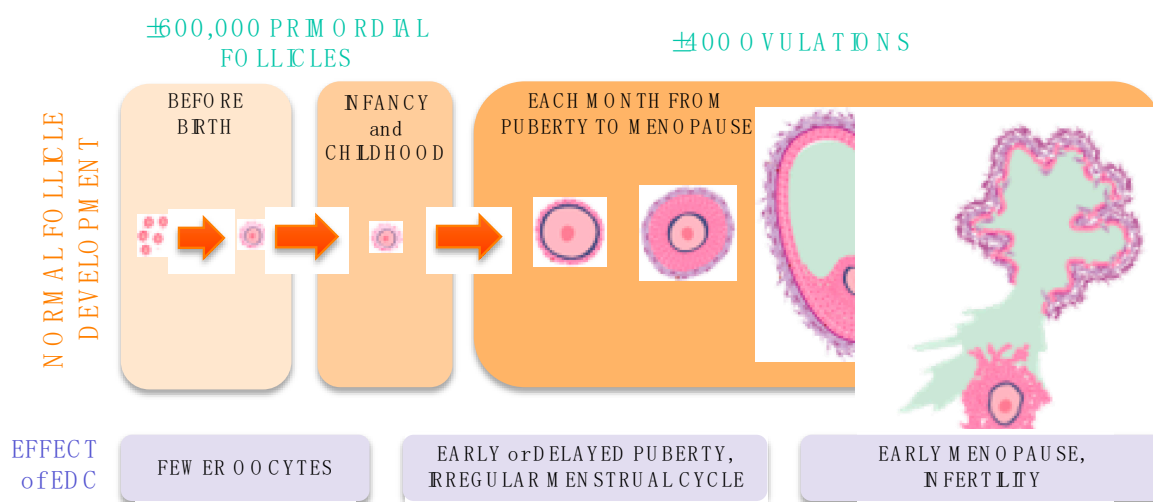 ±600,000 PRIMORDIAL
FOLLICLES
±400 OVULATIONS
BEFORE
BIRTH
INFANCY
and
CHILDHOOD
EACH MONTH FROM
PUBERTY TO MENOPAUSE
NORMAL FOLLICLE
DEVELOPMENT
EFFECT
of EDC
FEWER OOCYTES
EARLY or DELAYED PUBERTY,
IRREGULAR MENSTRUAL CYCLE
EARLY MENOPAUSE,
INFERTILITY